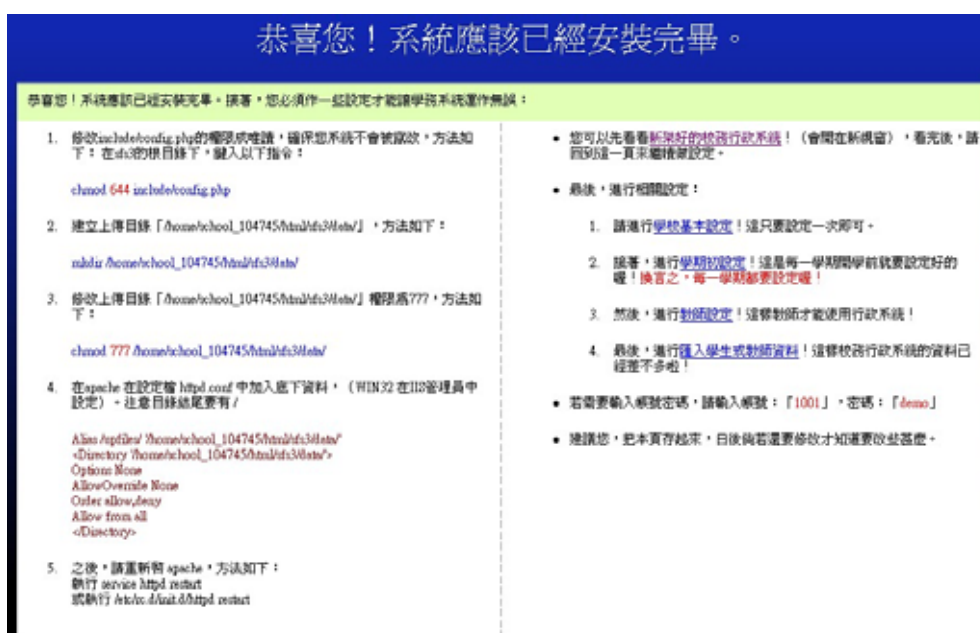 恭喜您！系統應該已經安裝完畢。
恭喜您！系統應該已經安裝完畢。接著，您必須作一些設定才能讓學務系統運作無誤：
1. 修改include/config.php的權限成唯讀，確保您系統不會被竄改。方法如
下：在sfs3的根目錄下，鍵入以下指令：
chmod 644 include/config.php
2. 建立上傳目錄「/home/school_104745/html/sfs3/data/」，方法如下：
mkdir /home/school_104745/html/sfs3/data/
3. 修改上傳目錄「/home/school_104745/html/sfs3/data/」權限為777，方法如
下：
chmod 777 /home/school_104745/html/sfs3/data/
4. 在apache 在設定檔 httpd.conf 中加入底下資料，（WIN32 在IIS管理員中
設定）。注意目錄結尾要有 /
Alias /upfiles/ "/home/school_104745/html/sfs3/data/"
<Directory "/home/school_104745/html/sfs3/data/">
Options None
AllowOverride None
Order allow,deny
Allow from all
</Directory>
5. 之後，請重新啟 apache，方法如下：
執行 service httpd restart
或執行 /etc/rc.d/init.d/httpd restart
• 您可以先看看新架好的校務行政系統！（會開在新視窗），看完後，請
回到這一頁來繼續做設定。
• 最後，進行相關設定：
1. 請進行學校基本設定！這只要設定一次即可。
2. 接著，進行學期初設定！這是每一學期開學前就要設定好的
喔！換言之，每一學期都要設定喔！
3. 然後，進行教師設定！這樣教師才能使用行政系統！
4. 最後，進行匯入學生或教師資料！這樣校務行政系統的資料已
經差不多啦！
• 若需要輸入帳號密碼，請輸入帳號：「1001」，密碼：「demo」
• 建議您，把本頁存起來，日後倘若還要修改才知道要改些甚麼。